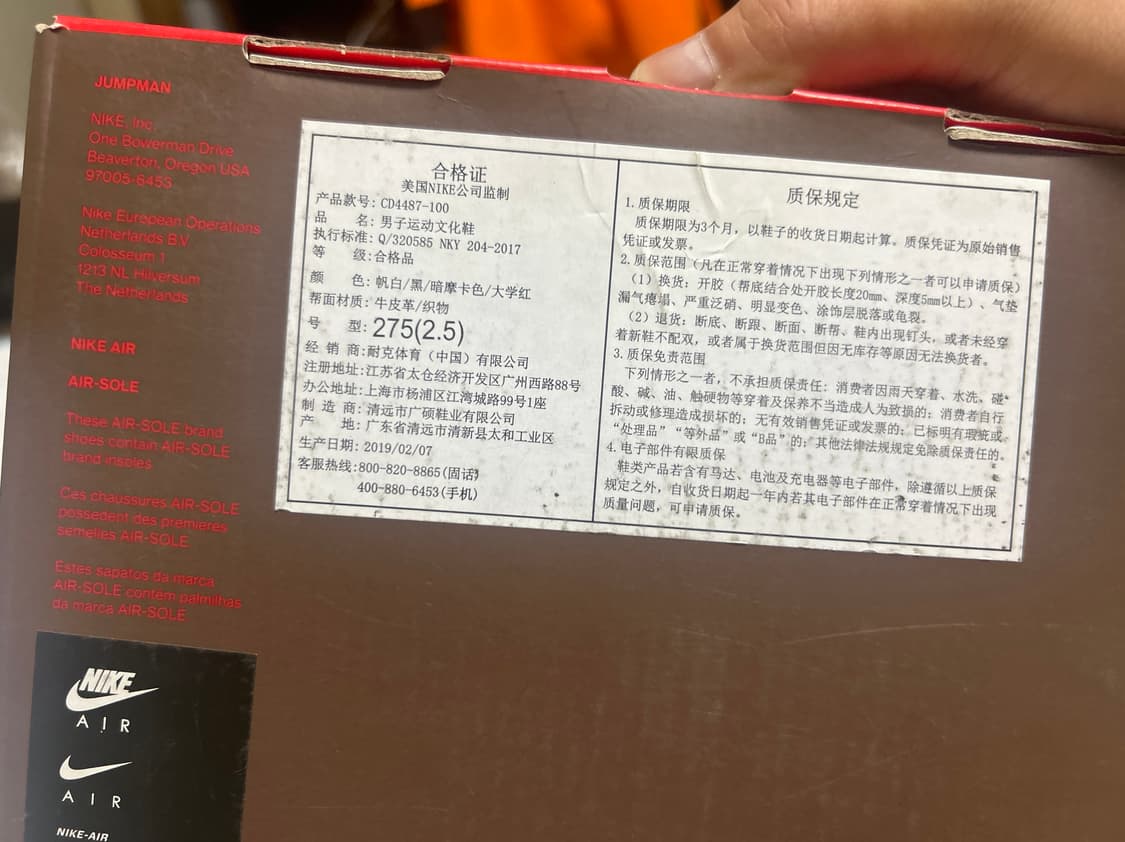 JUMPMAN
NIKE, Inc.
One Bowerman Drive
Beaverton, Oregon USA
97005-6453
Nike European Operations
Netherlands B.V.
Colosseum 1
1213 NL Hilversum
The Netherlands
NIKE AIR
AIR-SOLE
These AIR-SOLE brand
shoes contain AIR-SOLE
brand insoles
Ces chaussures AIR-SOLE
possedent des premieres
semelles AIR-SOLE
Estes sapatos da marca
AIR-SOLE contem palmilhas
da marca AIR-SOLE
NIKE
AIR
AIR
NIKE-AIR
合格证
美国NIKE公司监制
产品款号: CD4487-100
品 名: 男子运动文化鞋
执行标准: Q/320585 NKY 204-2017
等 级:合格品
颜 色: 帆白/黑/暗摩卡色/大学红
帮面材质: 牛皮革/织物
号 型: 275(2.5)
经 销 商:耐克体育（中国）有限公司
注册地址:江苏省太仓经济开发区广州西路88号
办公地址:上海市杨浦区江湾城路99号1座
制 造 商: 清远市广硕鞋业有限公司
产 地: 广东省清远市清新县太和工业区
生产日期: 2019/02/07
客服热线:800-820-8865(固话)
400-880-6453(手机)
质保规定
1.质保期限
质保期限为3个月，以鞋子的收货日期起计算。质保凭证为原始销售
凭证或发票。
2.质保范围（凡在正常穿着情况下出现下列情形之一者可以申请质保）
（1）换货: 开胶（帮底结合处开胶长度20mm、深度5mm以上）、气垫
漏气瘪塌、严重泛硝、明显变色、涂饰层脱落或龟裂。
（2）退货: 断底、断跟、断面、断帮、鞋内出现钉头，或者未经穿
着新鞋不配双，或者属于换货范围但因无库存等原因无法换货者。
3.质保免责范围
下列情形之一者，不承担质保责任: 消费者因雨天穿着、水洗、碰
酸、碱、油、触硬物等穿着及保养不当造成人为致损的; 消费者自行
拆动或修理造成损坏的; 无有效销售凭证或发票的; 已标明有瑕疵或
“处理品”“等外品”或“B品”的; 其他法律法规规定免除质保责任的。
4.电子部件有限质保
鞋类产品若含有马达、电池及充电器等电子部件，除遵循以上质保
规定之外，自收货日期起一年内若其电子部件在正常穿着情况下出现
质量问题，可申请质保。